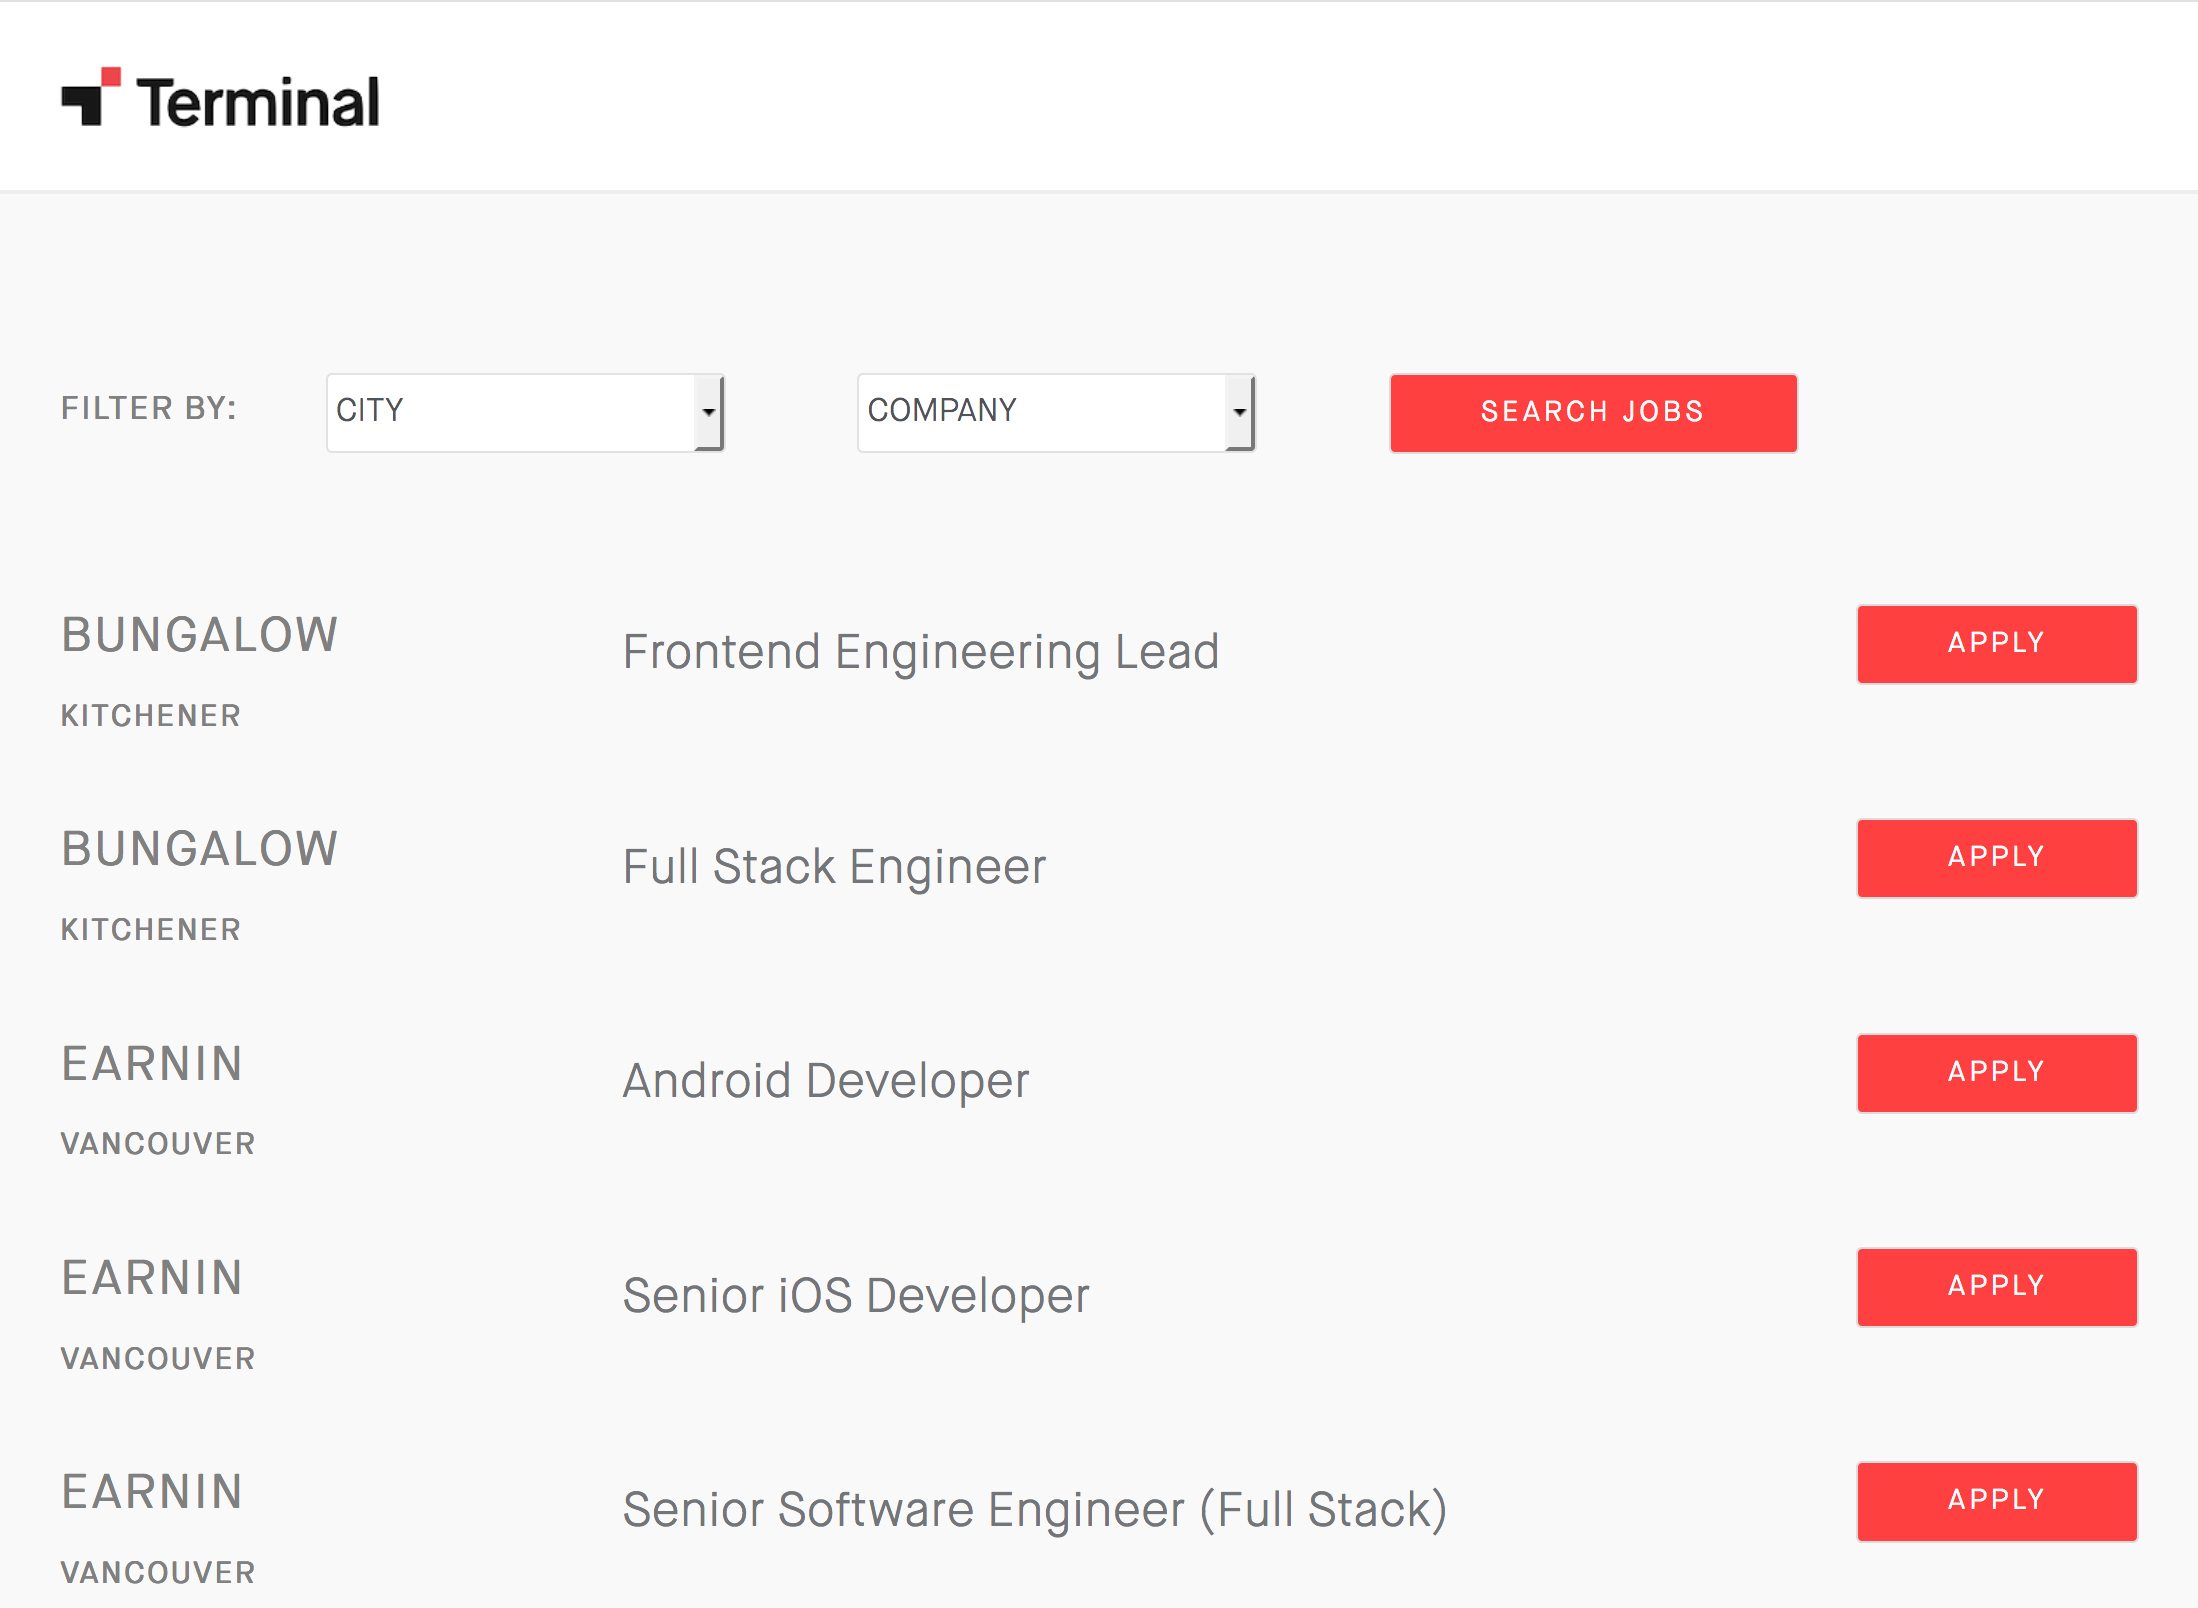 Terminal
FILTER BY: CITY COMPANY SEARCH JOBS
BUNGALOW Frontend Engineering Lead APPLY
KITCHENER
BUNGALOW Full Stack Engineer APPLY
KITCHENER
EARNIN Android Developer APPLY
VANCOUVER
EARNIN Senior iOS Developer APPLY
VANCOUVER
EARNIN Senior Software Engineer (Full Stack) APPLY
VANCOUVER